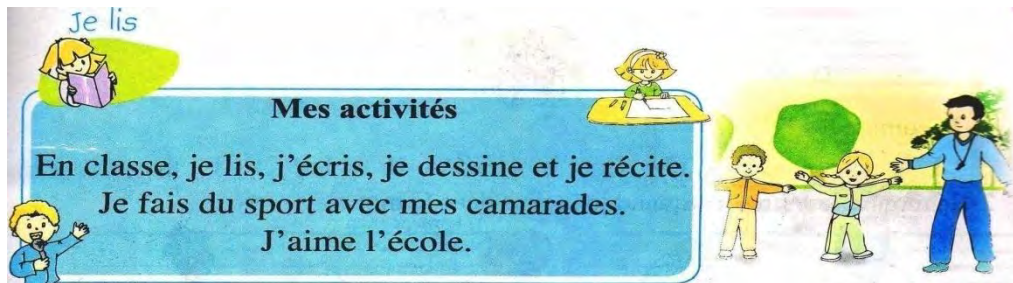 Je lis
Mes activités
En classe, je lis, j'écris, je dessine et je récite.
Je fais du sport avec mes camarades.
J'aime l'école.